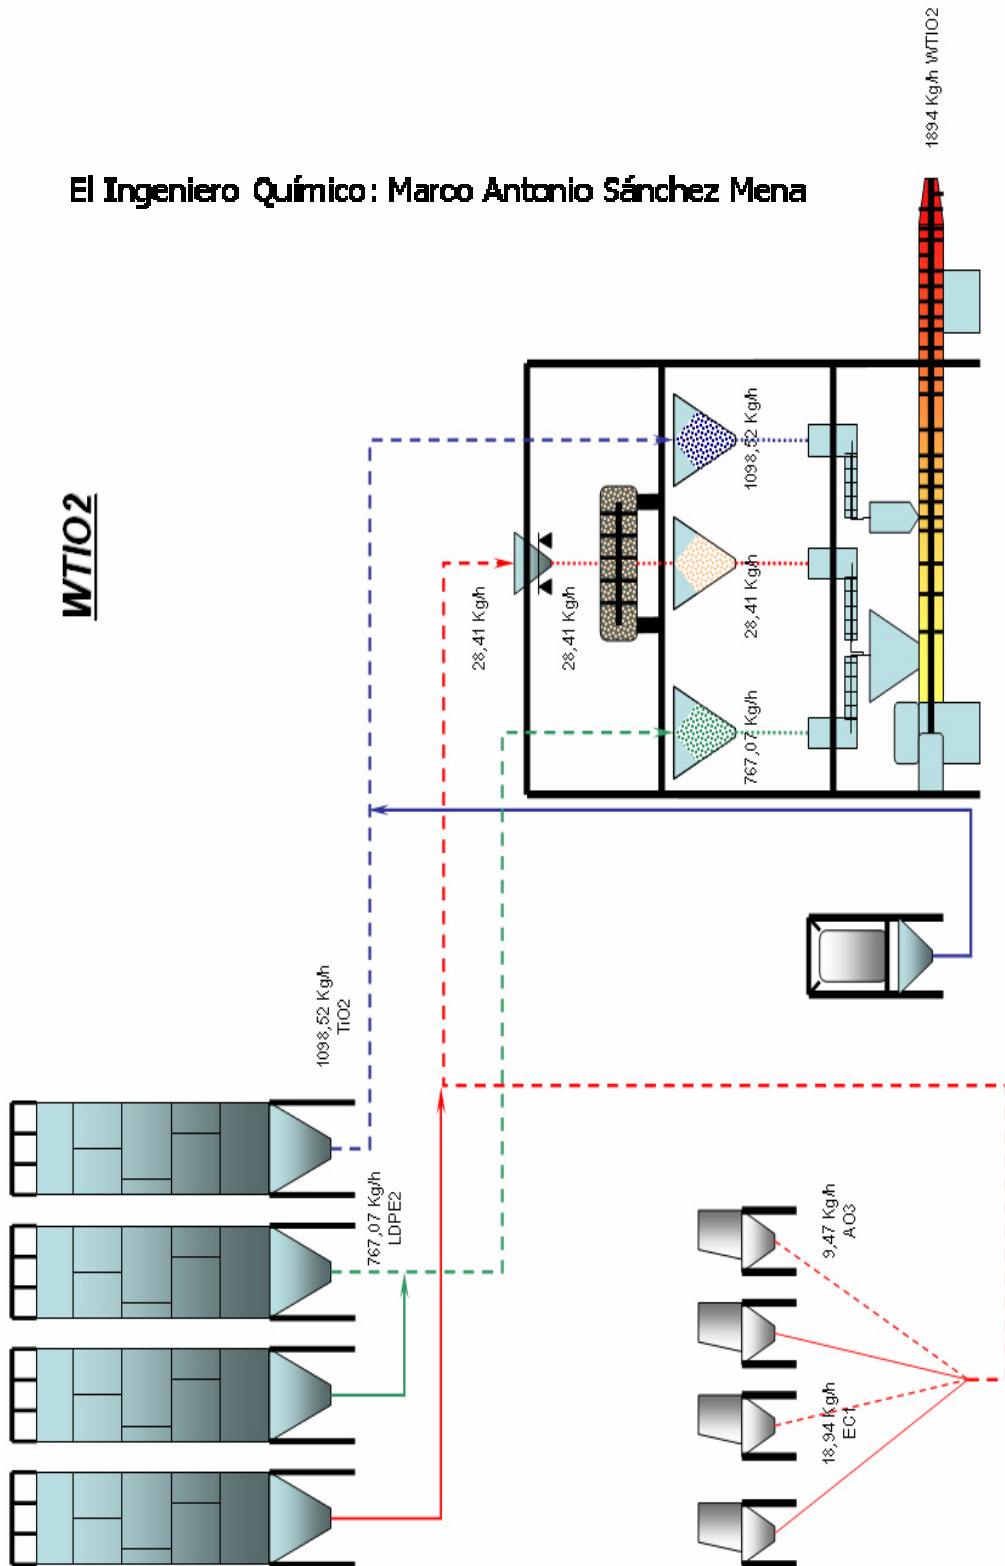 1894 Kg/h WTIO2
El Ingeniero Químico: Marco Antonio Sánchez Mena
WTIO2
1098,52 Kg/h
28,41 Kg/h
28,41 Kg/h
28,41 Kg/h
767,07 Kg/h
1098,52 Kg/h
TiO2
767,07 Kg/h
LDPE2
9,47 Kg/h
AO3
18,94 Kg/h
EC1